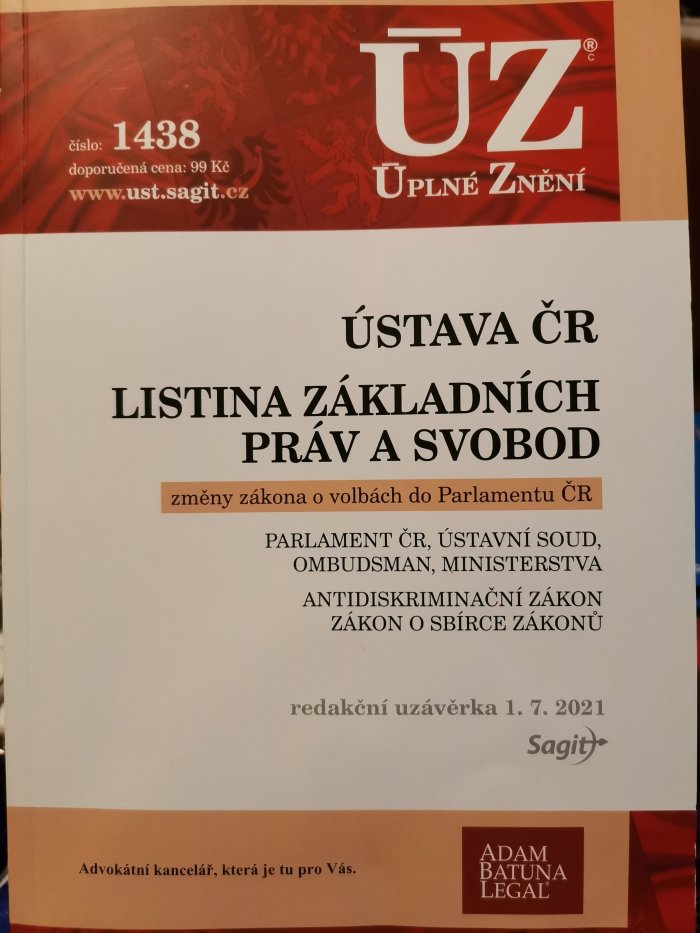 ŪZ®
c
číslo: 1438
doporučená cena: 99 Kč
www.ust.sagit.cz
ŪPLNÉ ZNĚNÍ
ÚSTAVA ČR
LISTINA ZÁKLADNÍCH
PRÁV A SVOBOD
změny zákona o volbách do Parlamentu ČR
PARLAMENT ČR, ÚSTAVNÍ SOUD,
OMBUDSMAN, MINISTERSTVA
ANTIDISKRIMINAČNÍ ZÁKON
ZÁKON O SBÍRCE ZÁKONŮ
redakční uzávěrka 1. 7. 2021
Sagit
Advokátní kancelář, která je tu pro Vás.
ADAM
BATUNA
LEGAL®